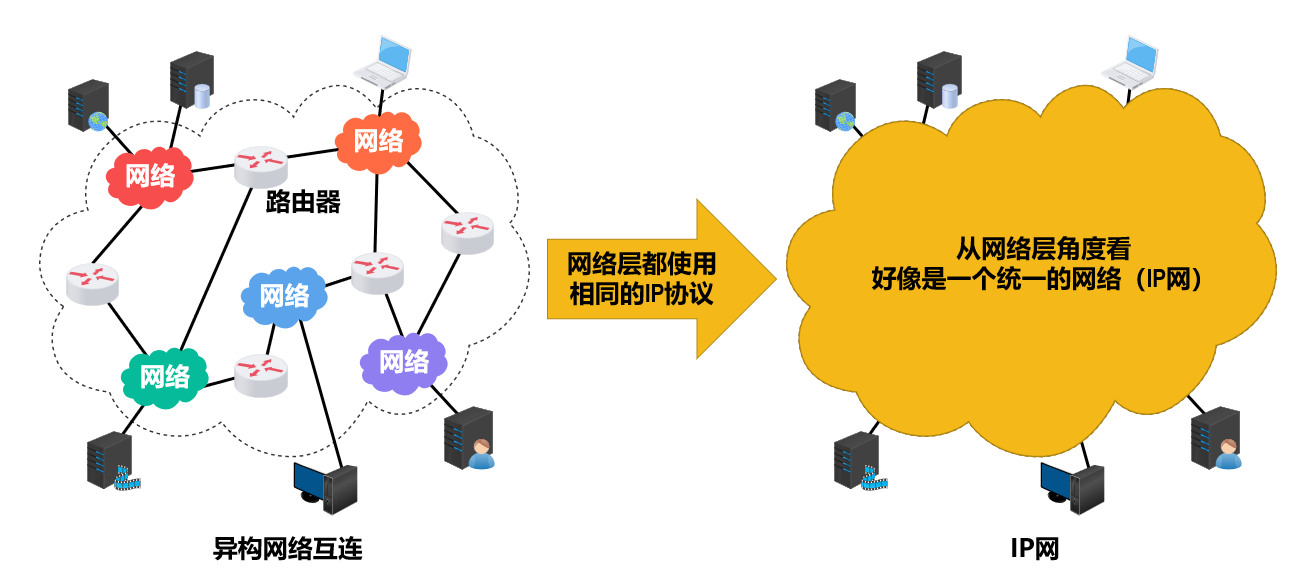 网络
网络
路由器
网络
网络
网络
异构网络互连
网络层都使用
相同的IP协议
从网络层角度看
好像是一个统一的网络（IP网）
IP网